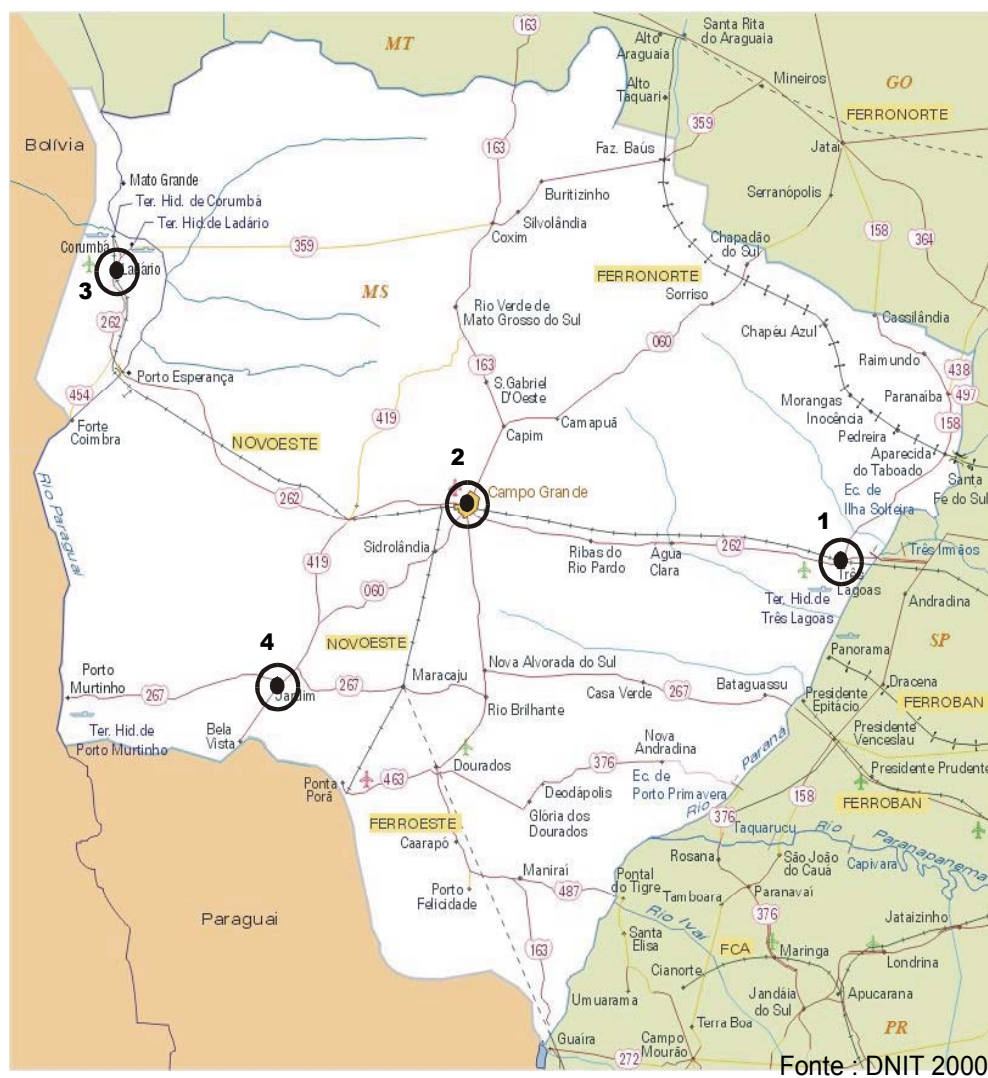 163
MT
Alto
Araguaia
Santa Rita
do Araguaia
Mineiros
GO
Alto
Taquari
FERRONORTE
359
Bolívia
163
Faz. Baús
Jatai
Mato Grande
Buritizinho
Serranópolis
Ter. Hid. de Corumbá
Ter. Hid.de Ladário
Silvolândia
Corumbá
359
Coxim
158
364
Chapadão
do Sul
Ladário
3
MS
FERRONORTE
Sorriso
262
Rio Verde de
Mato Grosso do Sul
Cassilândia
Chapéu Azul
060
Raimundo
438
Porto Esperança
163
S.Gabriel
D'Oeste
Paranaiba
497
454
419
Camapuã
Morangas
Inocência
158
Forte
Coimbra
Capim
Pedreira
NOVOESTE
Aparecida
do Taboado
Santa
Fe do Sul
2
Campo Grande
Ec. de
Ilha Solteira
Rio Paraguai
262
1
Sidrolândia
Ribas do
Rio Pardo
Agua
Clara
262
Três Irmãos
419
Três
Lagoas
060
Ter. Hid.de
Três Lagoas
Andradina
4
NOVOESTE
Panorama
SP
Porto
Murtinho
Maracaju
Nova Alvorada do Sul
Dracena
267
Jardim
267
Casa Verde
267
Bataguassu
Presidente
Epitácio
FERROBAN
Ter. Hid.de
Porto Murtinho
Bela
Vista
Rio Brilhante
Presidente
Venceslau
Nova
Andradina
Paraná
Ponta
Porã
463
Dourados
376
Presidente Prudente
Deodápolis
Ec. de
Porto Primavera
Rio
158
FERROBAN
FERROESTE
Glória dos
Dourados
376
Taquarucu
Rio
Paranapanema
Caarapó
Rosana
São João
do Cauá
Capivara
Manirai
Pontal
do Tigre
Porto
Felicidade
487
Tamboara
Paranavaí
Paraguai
Rio Ivai
376
Jataizinho
163
Santa
Elisa
FCA
Maringa
Cianorte
Londrina
Umuarama
Jandáia
do Sul
Apucarana
Terra Boa
Guaíra
272
Campo
Mourão
PR
Fonte : DNIT 2000